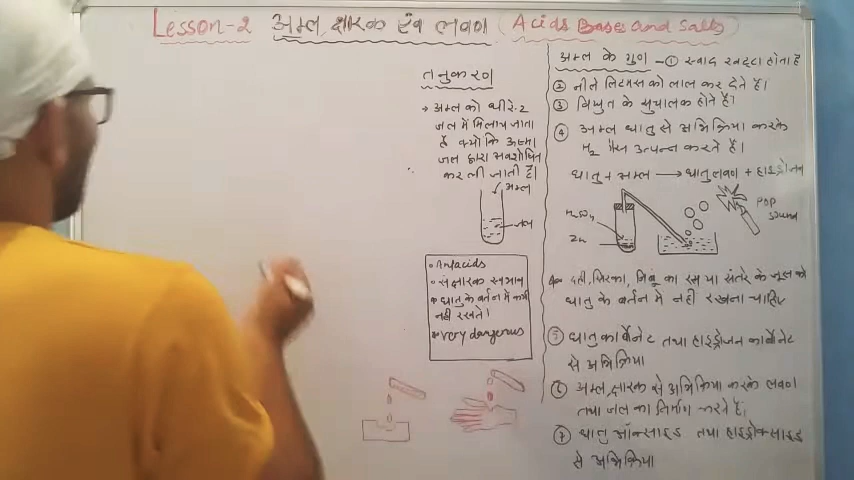 Lesson-2 अम्ल क्षारक एंव लवण (Acids Base and Salts)
तनुकरण
→ अम्ल को धीरे-2
जल में मिलाया जाता
है क्योंकि ऊष्मा
जल द्वारा अवशोषित
कर ली जाती है।
अम्ल
जल
• Antacids
• संक्षारक स्वभाव
• धातु के बर्तन में कभी
नहीं रखते।
• very dangerous
अम्ल के गुण - ① स्वाद खट्टा होता है
② नीले लिटमस को लाल कर देते है।
③ विद्युत के सुचालक होते है।
④ अम्ल धातु से अभिक्रिया करके
H₂ गैस उत्पन्न करते है।
धातु + अम्ल → धातु लवण + हाइड्रोजन
H₂SO₄
Zn
POP
sound
दही, सिरका, निबू का रस या संतरे के जूस को
धातु के बर्तन मे नही रखना चाहिए
⑤ धातु कार्बोनेट तथा हाइड्रोजन कार्बोनेट
से अभिक्रिया
⑥ अम्ल क्षारक से अभिक्रिया करके लवण
तथा जल का निर्माण करते है।
⑦ धातु ऑक्साइड तथा हाइड्रोक्साइड
से अभिक्रिया